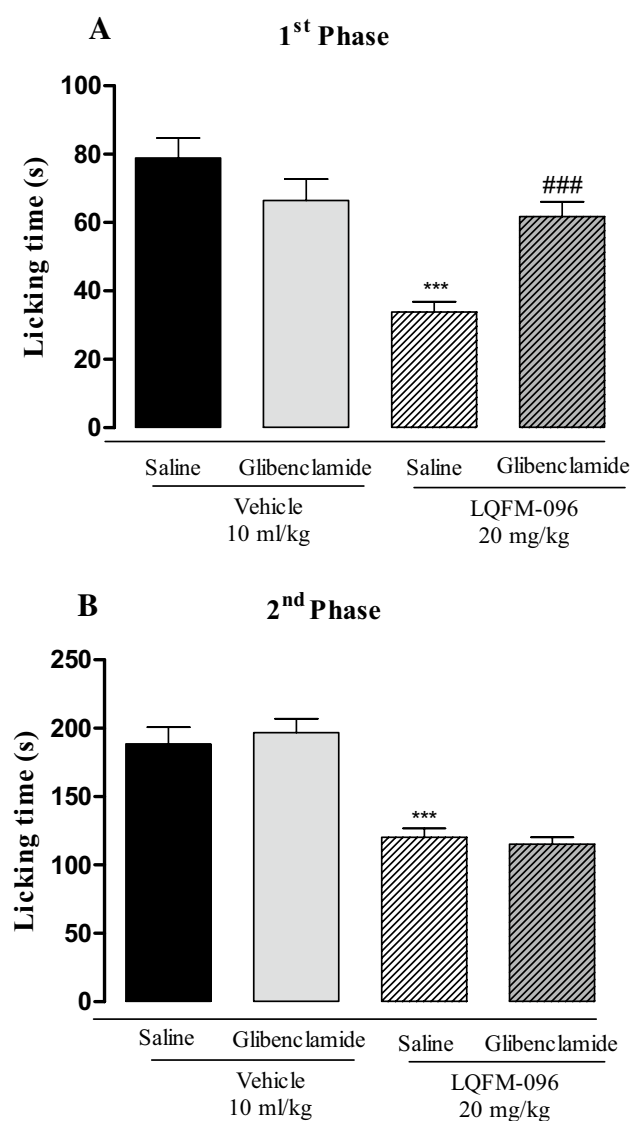 A
1st Phase
Licking time (s)
100
80
60
40
20
0
***
###
Saline Glibenclamide Saline Glibenclamide
Vehicle LQFM-096
10 ml/kg 20 mg/kg
B
2nd Phase
Licking time (s)
250
200
150
100
50
0
***
Saline Glibenclamide Saline Glibenclamide
Vehicle LQFM-096
10 ml/kg 20 mg/kg